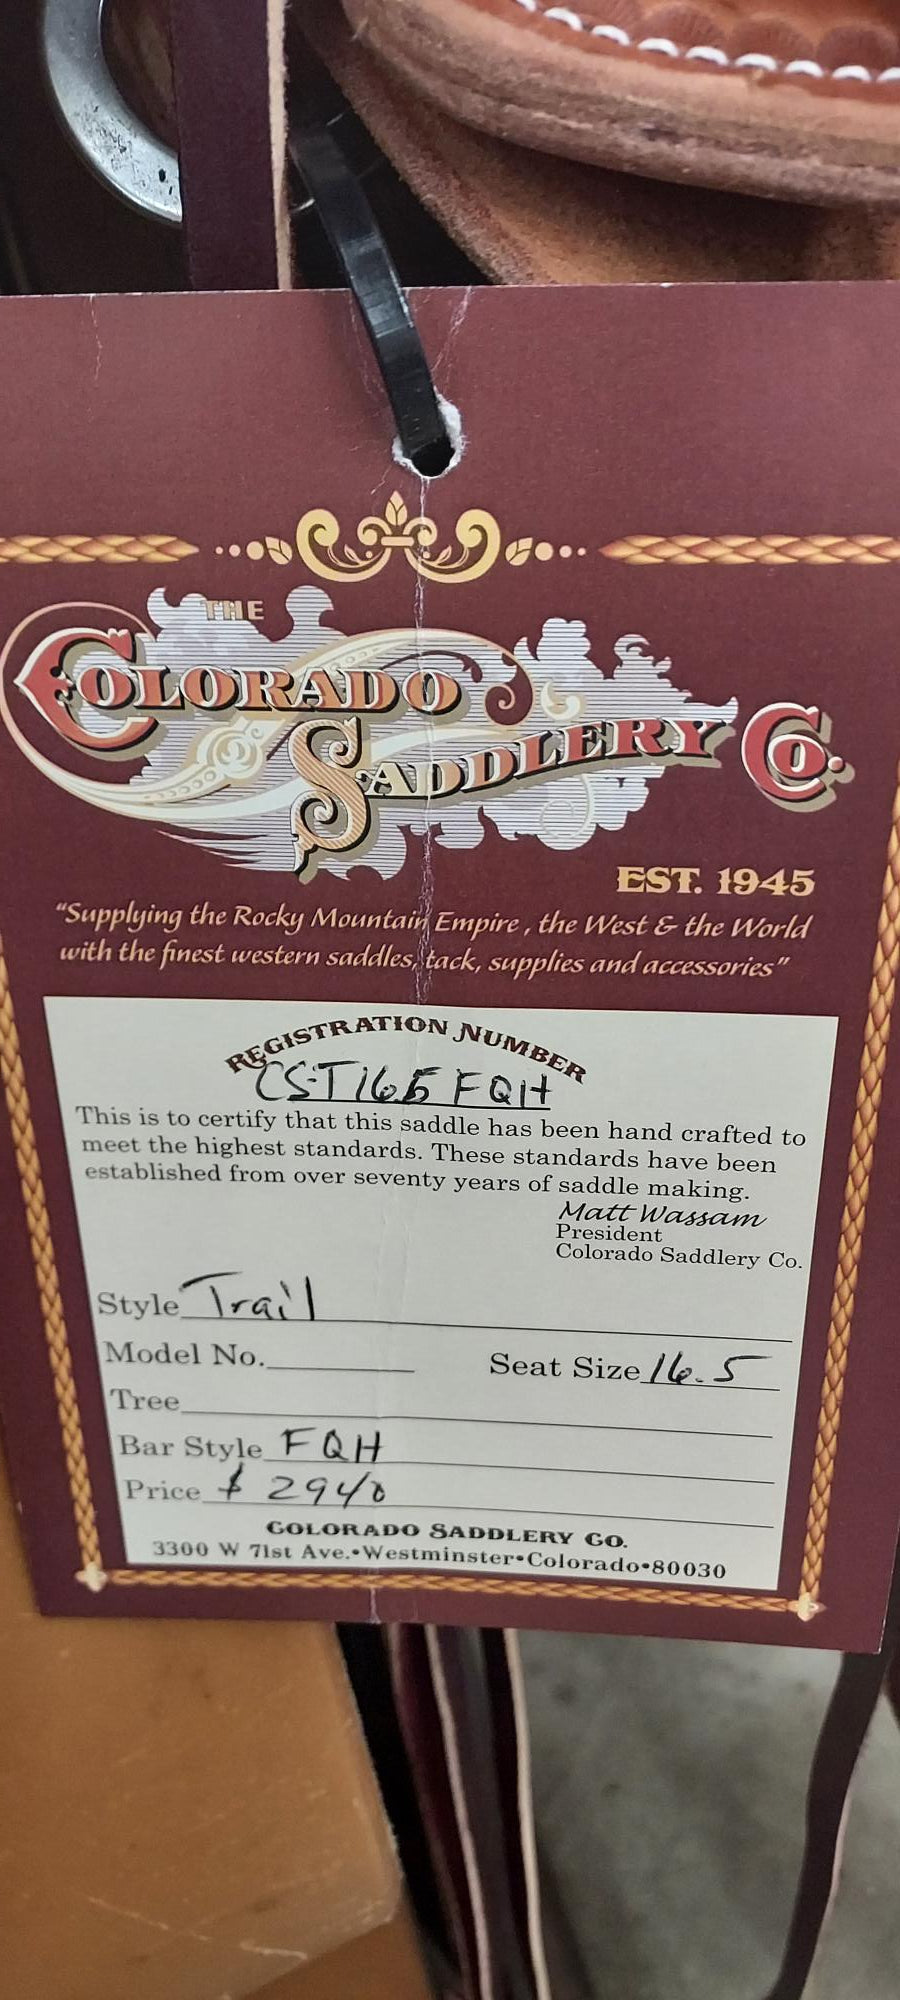 THE
COLORADO
SADDLERY CO.
EST. 1945
"Supplying the Rocky Mountain Empire, the West & the World
with the finest western saddles, tack, supplies and accessories"
REGISTRATION NUMBER
CST165 FQH
This is to certify that this saddle has been hand crafted to
meet the highest standards. These standards have been
established from over seventy years of saddle making.
Matt Wassam
President
Colorado Saddlery Co.
Style Trail
Model No. Seat Size 16.5
Tree
Bar Style FQH
Price $ 2940
COLORADO SADDLERY CO.
3300 W 71st Ave.•Westminster•Colorado•80030